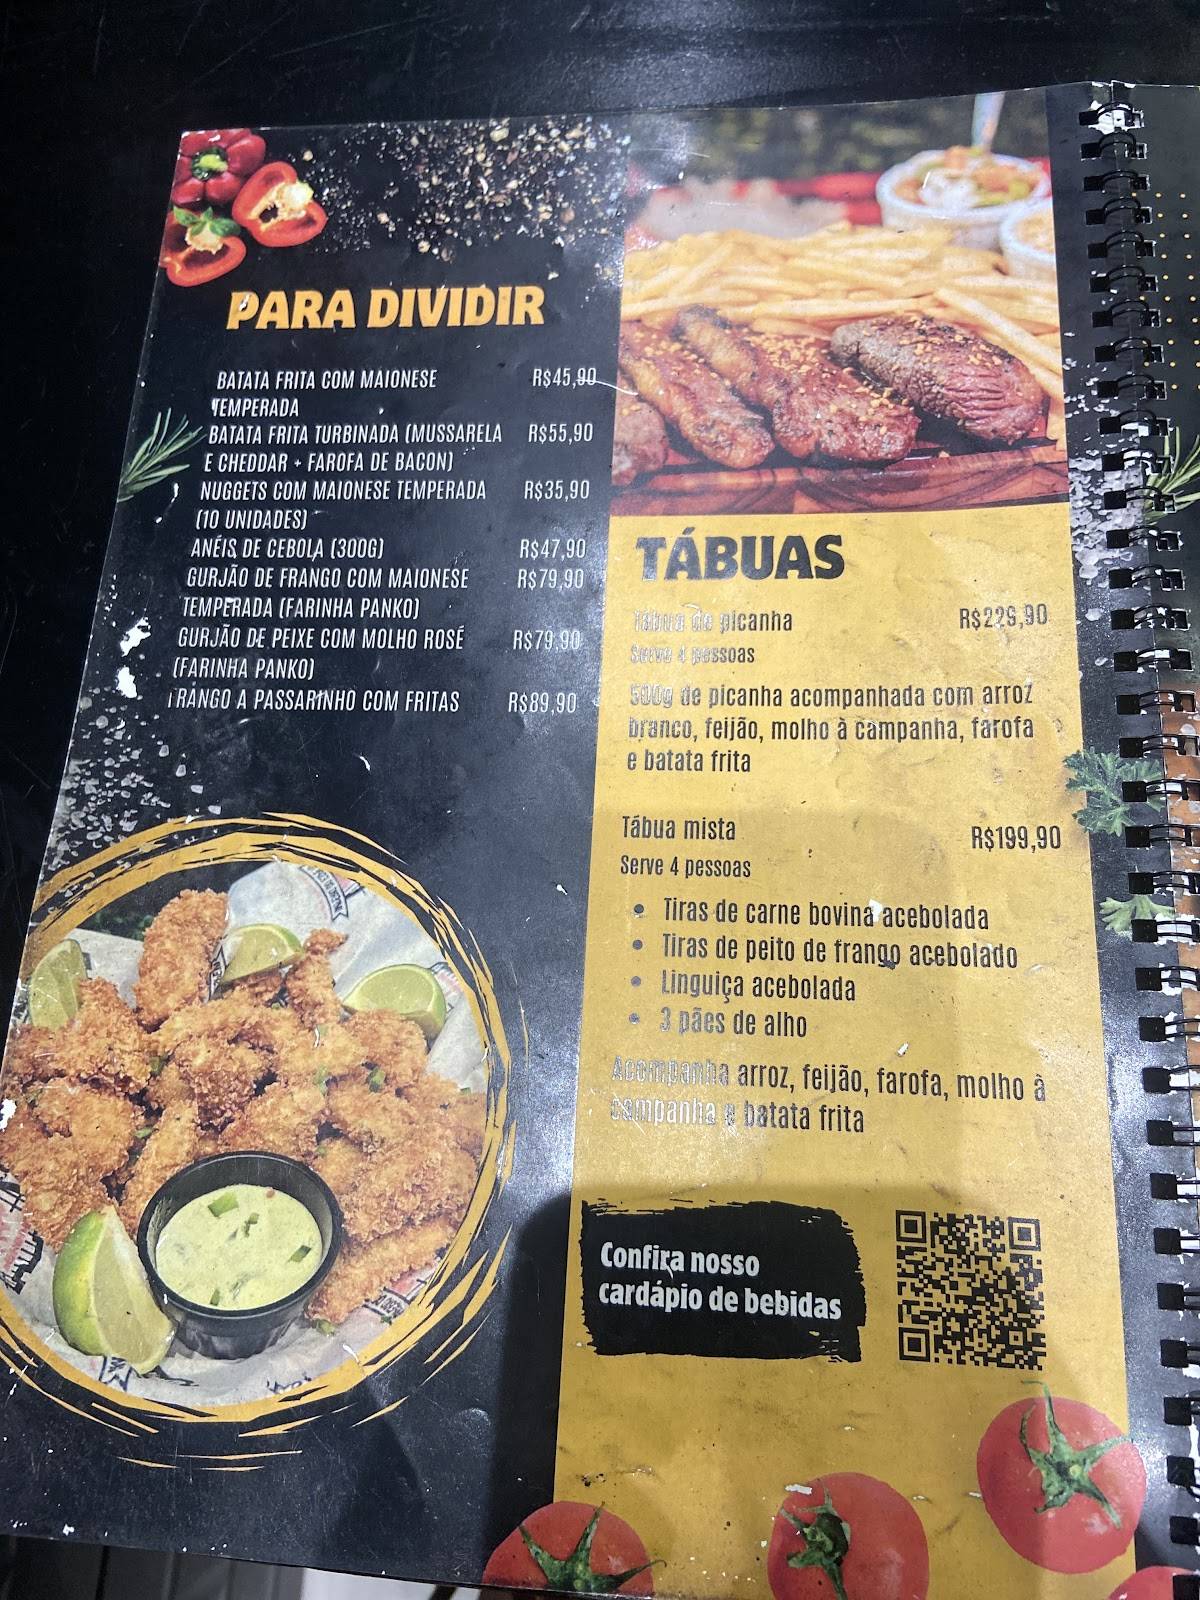 PARA DIVIDIR
BATATA FRITA COM MAIONESE R$45,90
TEMPERADA
BATATA FRITA TURBINADA (MUSSARELA R$55,90
E CHEDDAR + FAROFA DE BACON)
NUGGETS COM MAIONESE TEMPERADA R$35,90
(10 UNIDADES)
ANÉIS DE CEBOLA (300G) R$47,90
GURJÃO DE FRANGO COM MAIONESE R$79,90
TEMPERADA (FARINHA PANKO)
GURJÃO DE PEIXE COM MOLHO ROSÉ R$79,90
(FARINHA PANKO)
FRANGO A PASSARINHO COM FRITAS R$89,90
TÁBUAS
Tábua de picanha R$229,90
Serve 4 pessoas
500g de picanha acompanhada com arroz
branco, feijão, molho à campanha, farofa
e batata frita
Tábua mista R$199,90
Serve 4 pessoas
• Tiras de carne bovina acebolada
• Tiras de peito de frango acebolado
• Linguiça acebolada
• 3 pães de alho
Acompanha arroz, feijão, farofa, molho à
campanha e batata frita
Confira nosso
cardápio de bebidas